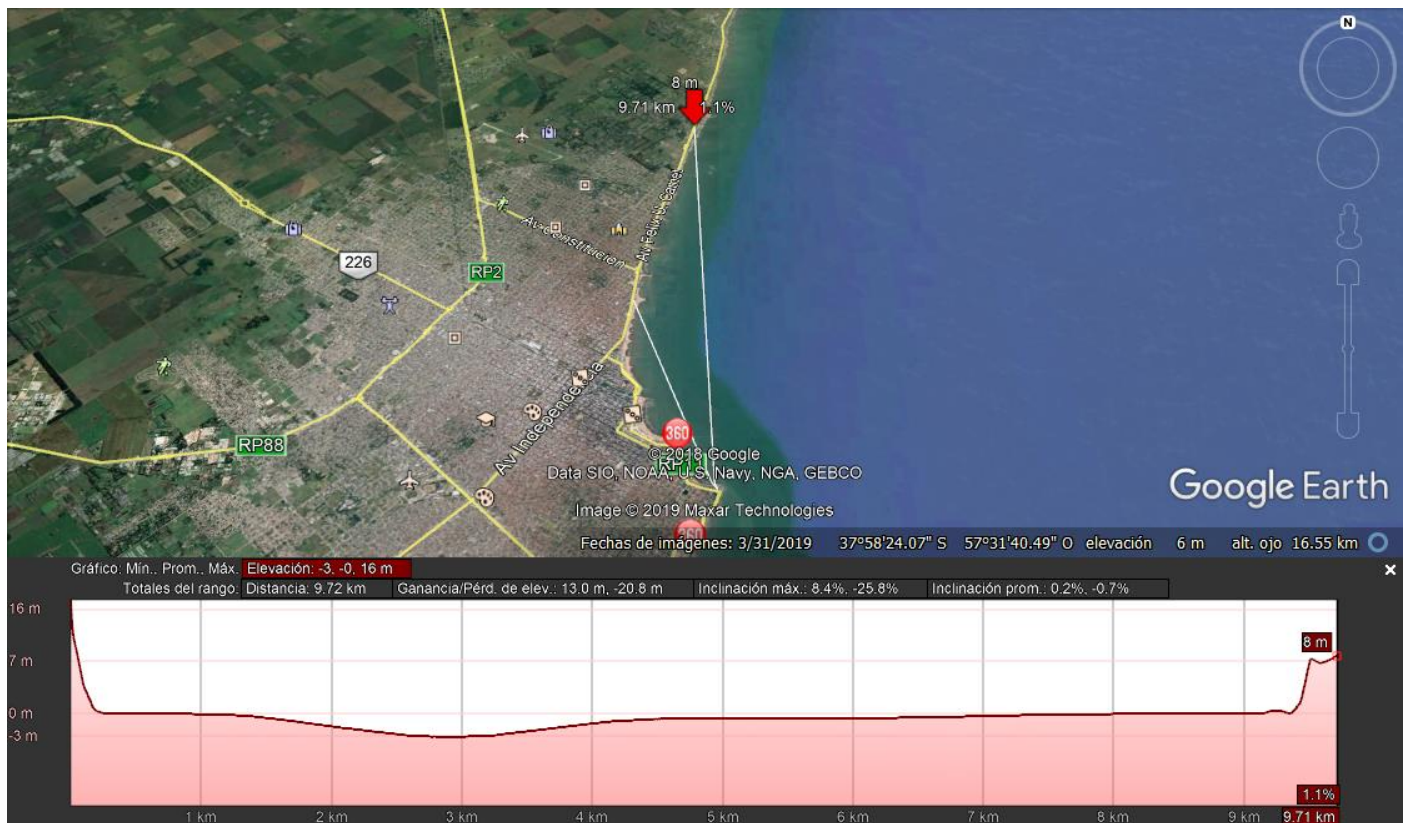 N
8 m
9.71 km 1.1%
Av Felix U. Camet
Av Constitucion
226
RP2
Av Independencia
RP88
360
© 2018 Google
RP11
Data SIO, NOAA, U.S. Navy, NGA, GEBCO
Image © 2019 Maxar Technologies
Google Earth
360
Fechas de imágenes: 3/31/2019 37°58'24.07" S 57°31'40.49" O elevación 6 m alt. ojo 16.55 km
Gráfico: Mín., Prom., Máx. Elevación: -3, -0, 16 m
Totales del rango: Distancia: 9.72 km Ganancia/Pérd. de elev.: 13.0 m, -20.8 m Inclinación máx.: 8.4%, -25.8% Inclinación prom.: 0.2%, -0.7%
16 m
8 m
7 m
0 m
-3 m
1.1%
1 km 2 km 3 km 4 km 5 km 6 km 7 km 8 km 9 km 9.71 km